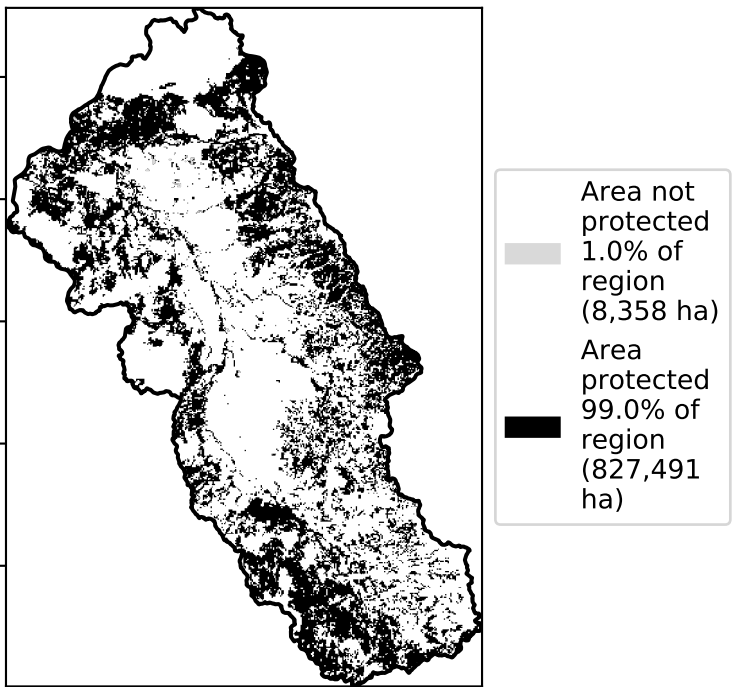 Area not
protected
1.0% of
region
(8,358 ha)
Area
protected
99.0% of
region
(827,491
ha)